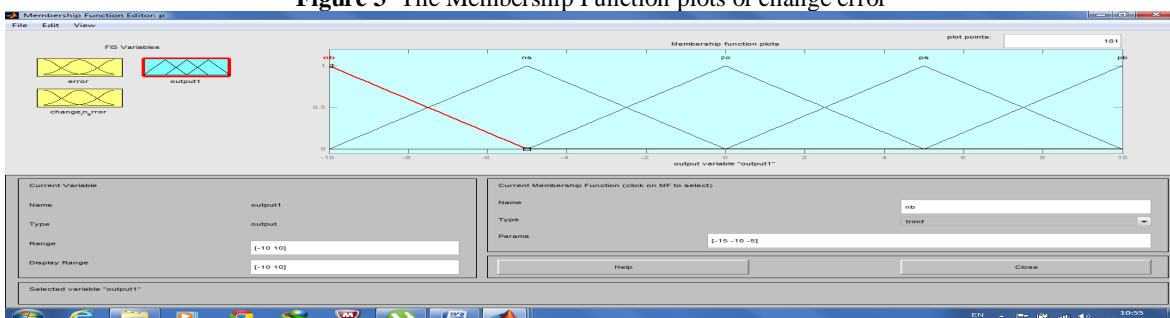 Figure 3 The Membership Function plots of change error
Membership Function Editor: p
File Edit View
FIS Variables
Membership function plots
plot points:
181
nb ns zo ps pb
1
0.5
0
error output1
change_in_error
-10 -8 -6 -4 -2 0 2 4 6 8 10
output variable "output1"
Current Variable
Current Membership Function (click on MF to select)
Name output1
Name nb
Type output
Type trimf
Range [-10 10]
Params [-15 -10 -5]
Display Range [-10 10]
Help Close
Selected variable "output1"
EN 10:55